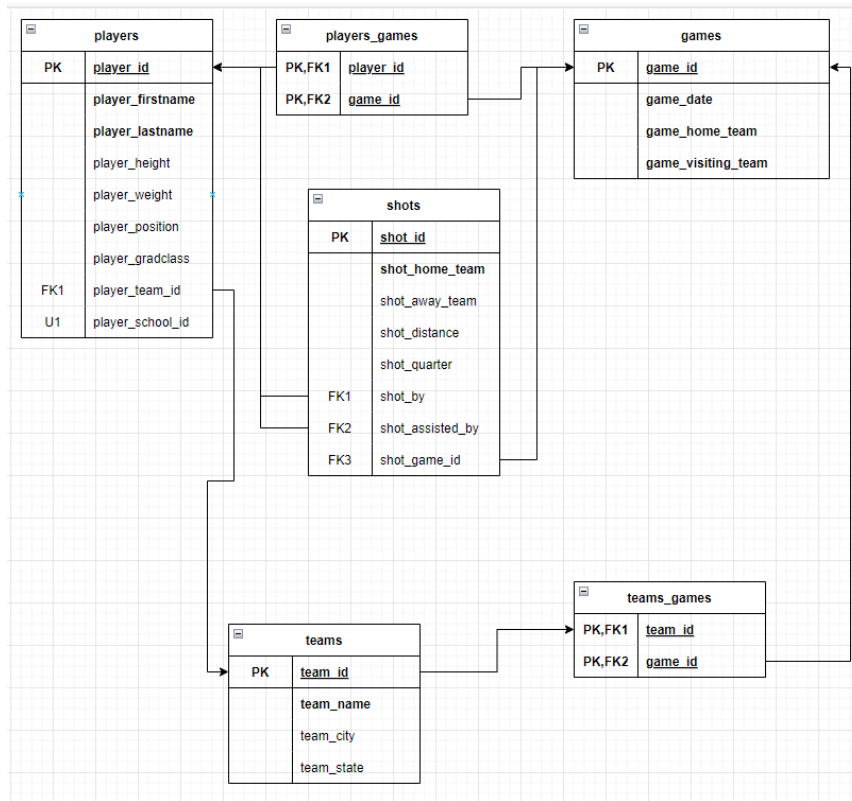 players
PK player_id
player_firstname
player_lastname
player_height
player_weight
player_position
player_gradclass
FK1 player_team_id
U1 player_school_id
players_games
PK,FK1 player_id
PK,FK2 game_id
games
PK game_id
game_date
game_home_team
game_visiting_team
shots
PK shot_id
shot_home_team
shot_away_team
shot_distance
shot_quarter
FK1 shot_by
FK2 shot_assisted_by
FK3 shot_game_id
teams
PK team_id
team_name
team_city
team_state
teams_games
PK,FK1 team_id
PK,FK2 game_id